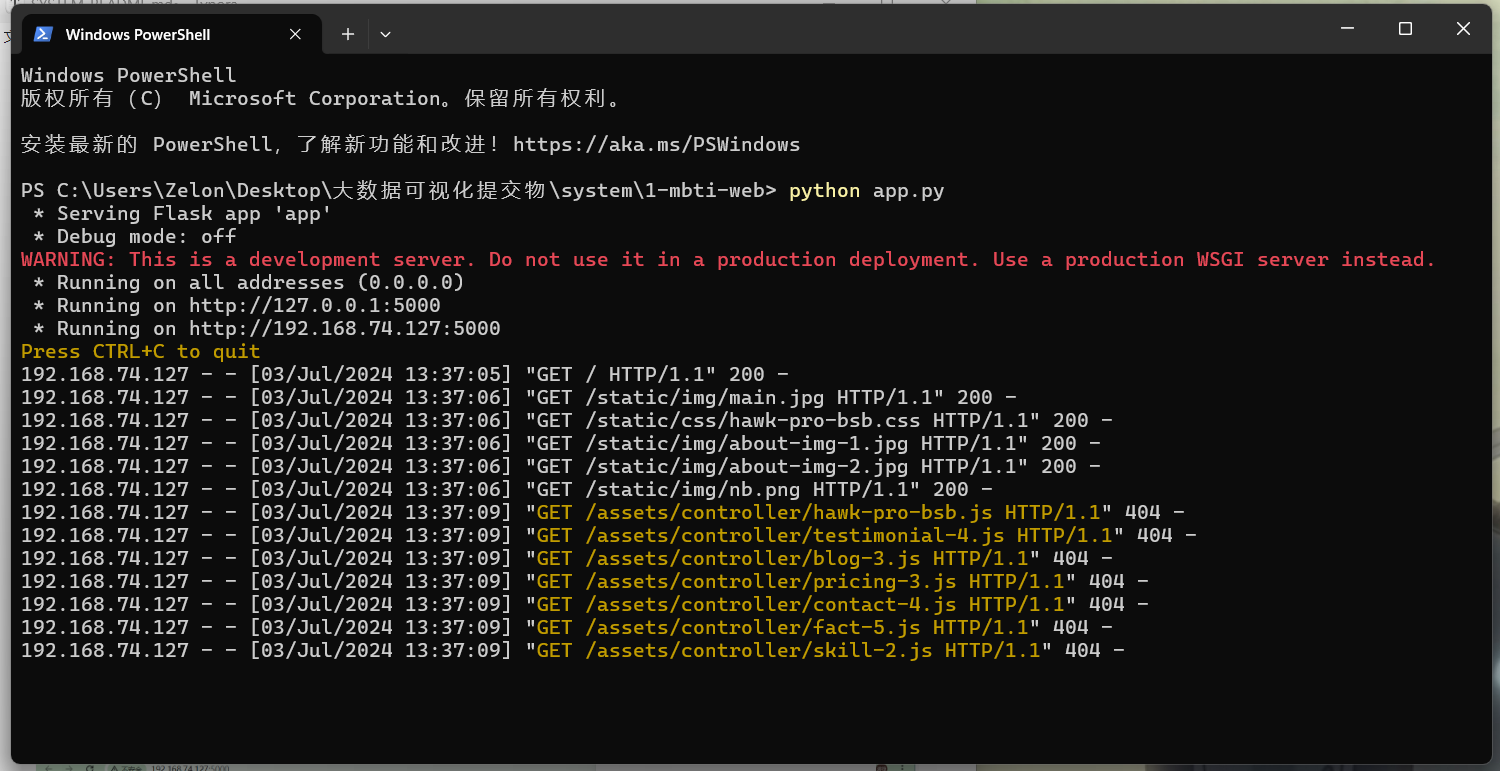 Windows PowerShell
Windows PowerShell
版权所有 (C) Microsoft Corporation。保留所有权利。
安装最新的 PowerShell，了解新功能和改进！https://aka.ms/PSWindows
PS C:\Users\Zelon\Desktop\大数据可视化提交物\system\1-mbti-web> python app.py
 * Serving Flask app 'app'
 * Debug mode: off
WARNING: This is a development server. Do not use it in a production deployment. Use a production WSGI server instead.
 * Running on all addresses (0.0.0.0)
 * Running on http://127.0.0.1:5000
 * Running on http://192.168.74.127:5000
Press CTRL+C to quit
192.168.74.127 - - [03/Jul/2024 13:37:05] "GET / HTTP/1.1" 200 -
192.168.74.127 - - [03/Jul/2024 13:37:06] "GET /static/img/main.jpg HTTP/1.1" 200 -
192.168.74.127 - - [03/Jul/2024 13:37:06] "GET /static/css/hawk-pro-bsb.css HTTP/1.1" 200 -
192.168.74.127 - - [03/Jul/2024 13:37:06] "GET /static/img/about-img-1.jpg HTTP/1.1" 200 -
192.168.74.127 - - [03/Jul/2024 13:37:06] "GET /static/img/about-img-2.jpg HTTP/1.1" 200 -
192.168.74.127 - - [03/Jul/2024 13:37:06] "GET /static/img/nb.png HTTP/1.1" 200 -
192.168.74.127 - - [03/Jul/2024 13:37:09] "GET /assets/controller/hawk-pro-bsb.js HTTP/1.1" 404 -
192.168.74.127 - - [03/Jul/2024 13:37:09] "GET /assets/controller/testimonial-4.js HTTP/1.1" 404 -
192.168.74.127 - - [03/Jul/2024 13:37:09] "GET /assets/controller/blog-3.js HTTP/1.1" 404 -
192.168.74.127 - - [03/Jul/2024 13:37:09] "GET /assets/controller/pricing-3.js HTTP/1.1" 404 -
192.168.74.127 - - [03/Jul/2024 13:37:09] "GET /assets/controller/contact-4.js HTTP/1.1" 404 -
192.168.74.127 - - [03/Jul/2024 13:37:09] "GET /assets/controller/fact-5.js HTTP/1.1" 404 -
192.168.74.127 - - [03/Jul/2024 13:37:09] "GET /assets/controller/skill-2.js HTTP/1.1" 404 -
192.168.74.127:5000